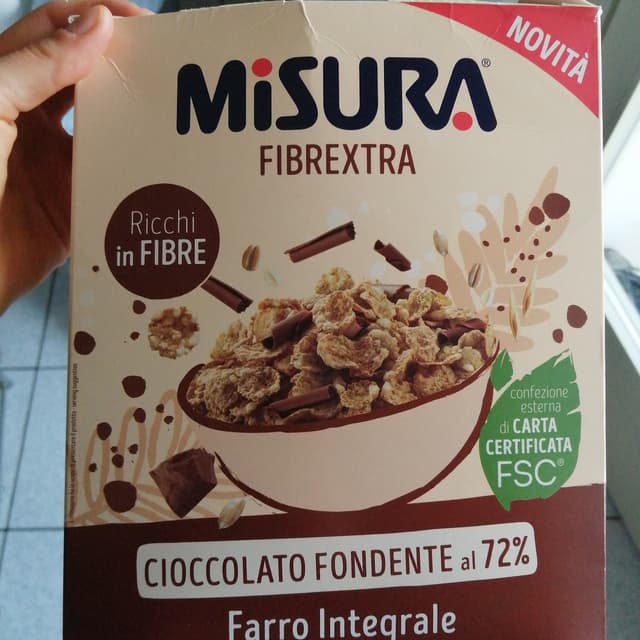 NOVITÀ
MiSURA®
FIBREXTRA
Ricchi
in FIBRE
confezione
esterna
di CARTA
CERTIFICATA
FSC®
CIOCCOLATO FONDENTE al 72%
Farro Integrale